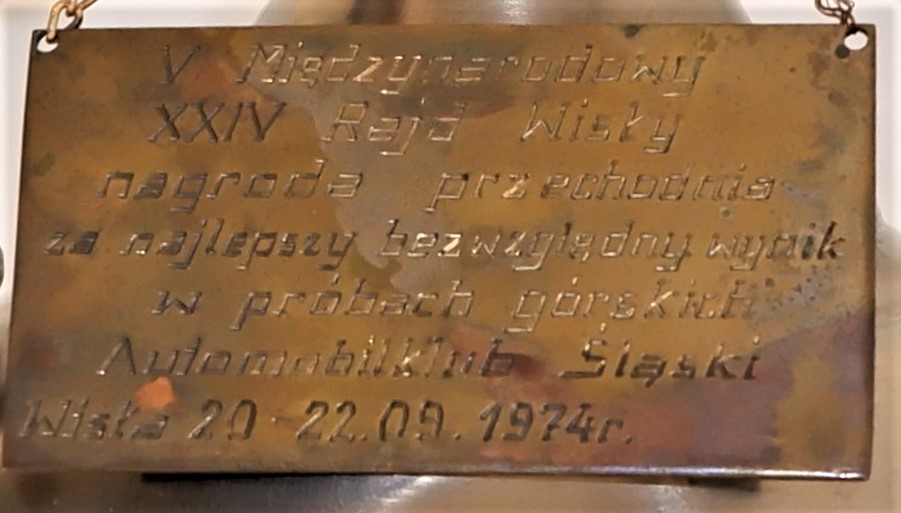 V Międzynarodowy
XXIV Rajd Wisły
nagroda przechodnia
za najlepszy bezwzględny wynik
w próbach górskich
Automobilklub Śląski
Wisła 20-22.09.1974r.